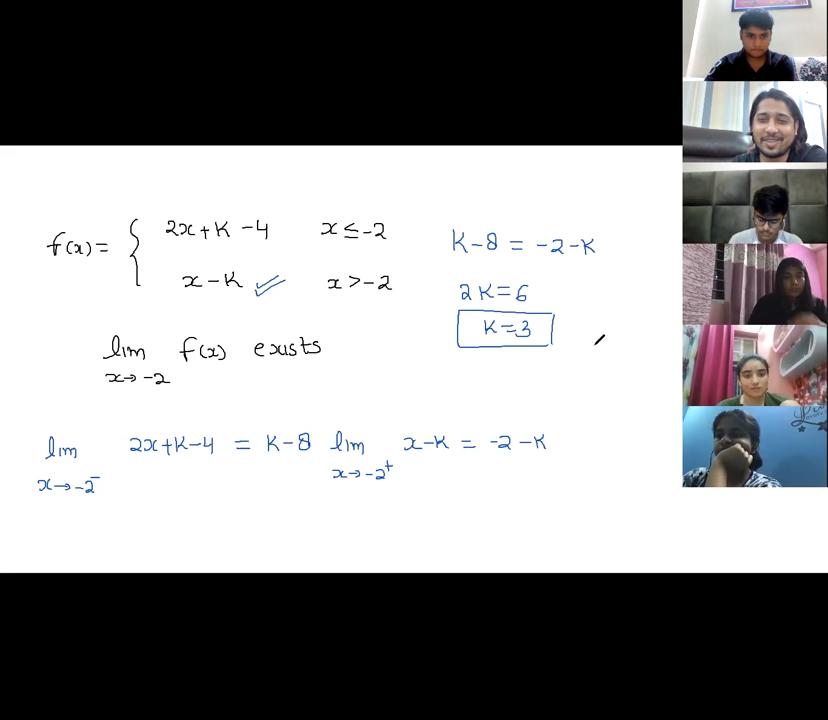 f(x) = { 2x + K - 4 x ≤ -2
x - K x > -2
lim x→-2 f(x) exists
K - 8 = -2 - K
2K = 6
K = 3
lim x→-2⁻ 2x + K - 4 = K - 8 lim x→-2⁺ x - K = -2 - K